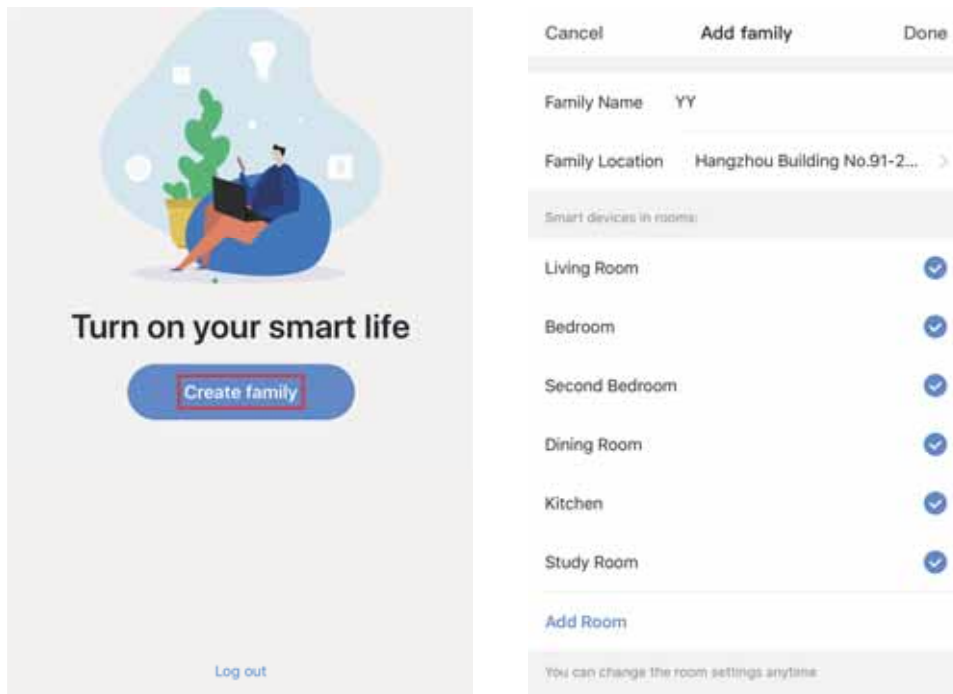 Turn on your smart life
Create family
Log out
Cancel Add family Done
Family Name YY
Family Location Hangzhou Building No.91-2... >
Smart devices in rooms:
Living Room
Bedroom
Second Bedroom
Dining Room
Kitchen
Study Room
Add Room
You can change the room settings anytime